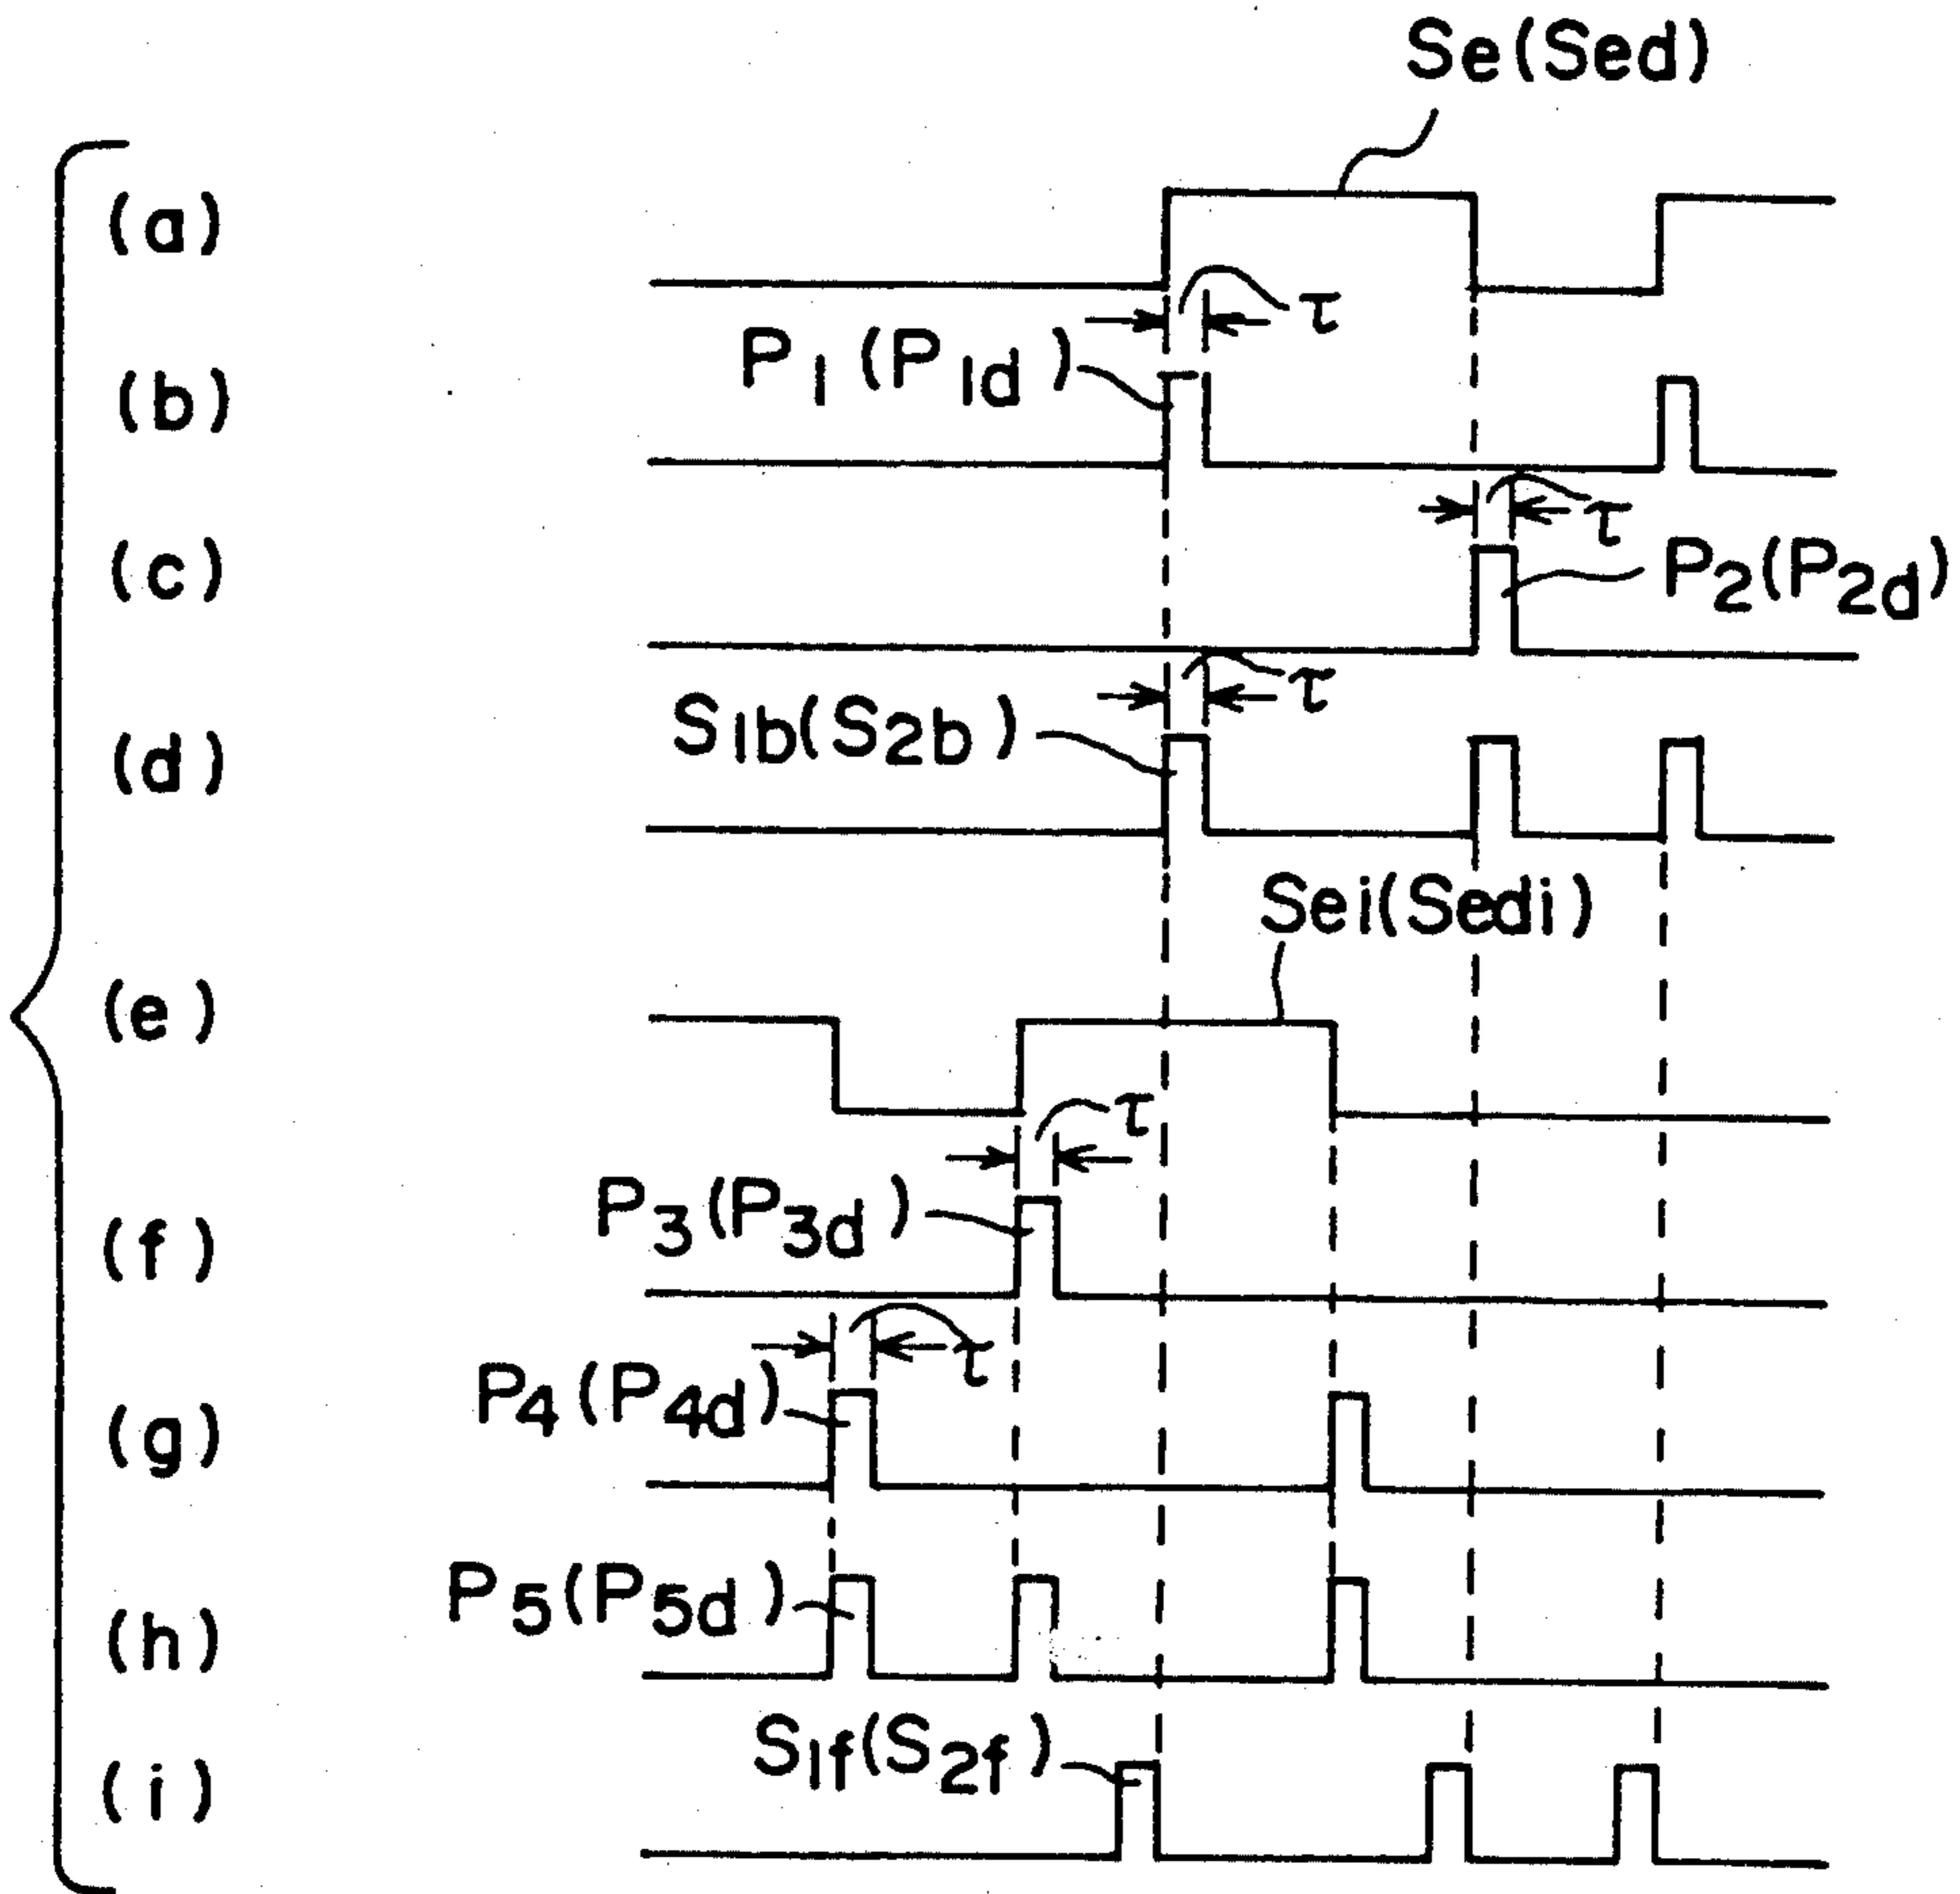 Se(Sed)
(a)
τ
P1(P1d)
(b)
τ
(c)
P2(P2d)
τ
S1b(S2b)
(d)
Sei(Sedi)
(e)
τ
P3(P3d)
(f)
τ
P4(P4d)
(g)
P5(P5d)
(h)
S1f(S2f)
(i)